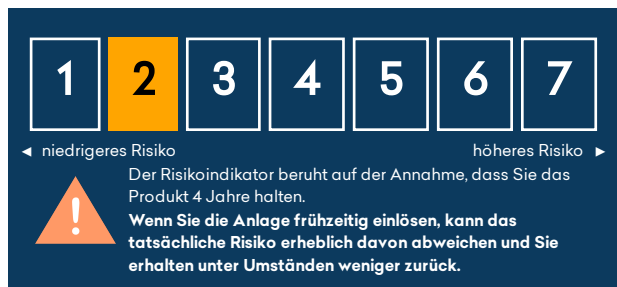 1 2 3 4 5 6 7
◄ niedrigeres Risiko höheres Risiko ►
Der Risikoindikator beruht auf der Annahme, dass Sie das
Produkt 4 Jahre halten.
Wenn Sie die Anlage frühzeitig einlösen, kann das
tatsächliche Risiko erheblich davon abweichen und Sie
erhalten unter Umständen weniger zurück.
!